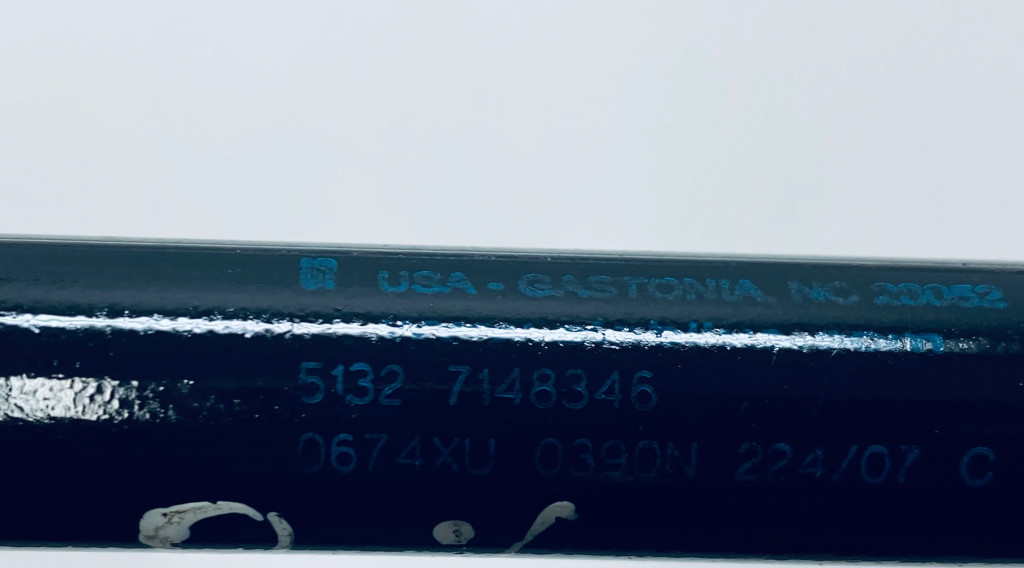 USA - GASTONIA, NC 28052
5132 7148346
0674XU 0390N 224/07 C